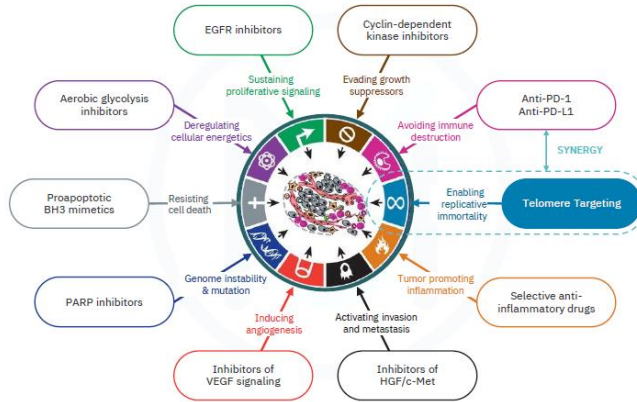 EGFR inhibitors
Cyclin-dependent
kinase inhibitors
Sustaining
proliferative signaling
Evading growth
suppressors
Aerobic glycolysis
inhibitors
Anti-PD-1
Anti-PD-L1
Deregulating
cellular energetics
Avoiding immune
destruction
SYNERGY
Proapoptotic
BH3 mimetics
Resisting
cell death
Enabling
replicative
immortality
Telomere Targeting
PARP inhibitors
Genome instability
& mutation
Tumor promoting
inflammation
Selective anti-
inflammatory drugs
Inducing
angiogenesis
Activating invasion
and metastasis
Inhibitors of
VEGF signaling
Inhibitors of
HGF/c-Met